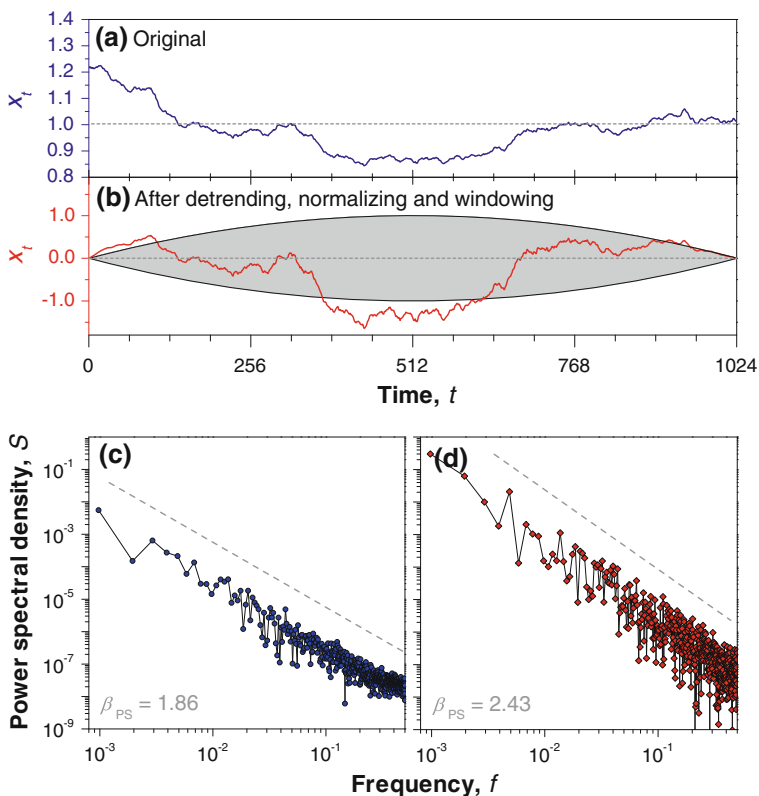 (a) Original
x_t
1.4
1.3
1.2
1.1
1.0
0.9
0.8
(b) After detrending, normalizing and windowing
x_t
1.0
0.0
-1.0
0 256 512 768 1024
Time, t
(c)
(d)
Power spectral density, S
10^-1
10^-3
10^-5
10^-7
10^-9
β_PS = 1.86
β_PS = 2.43
10^-3 10^-2 10^-1
10^-3 10^-2 10^-1
Frequency, f